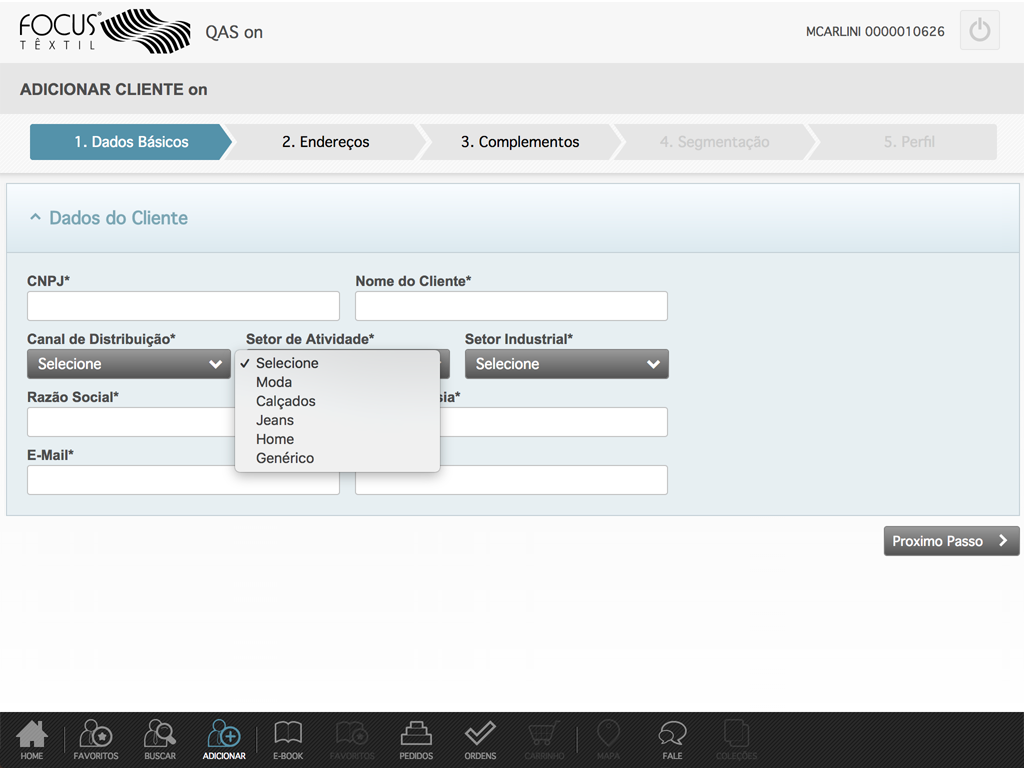 FOCUS
TÊXTIL
QAS on
MCARLINI 0000010626
ADICIONAR CLIENTE on
1. Dados Básicos
2. Endereços
3. Complementos
4. Segmentação
5. Perfil
Dados do Cliente
CNPJ*
Nome do Cliente*
Canal de Distribuição*
Setor de Atividade*
Setor Industrial*
Selecione
✓ Selecione
Moda
Calçados
Jeans
Home
Genérico
Selecione
Razão Social*
sia*
E-Mail*
Proximo Passo
HOME
FAVORITOS
BUSCAR
ADICIONAR
E-BOOK
FAVORITOS
PEDIDOS
ORDENS
CARRINHO
MAPA
FALE
COLEÇÕES